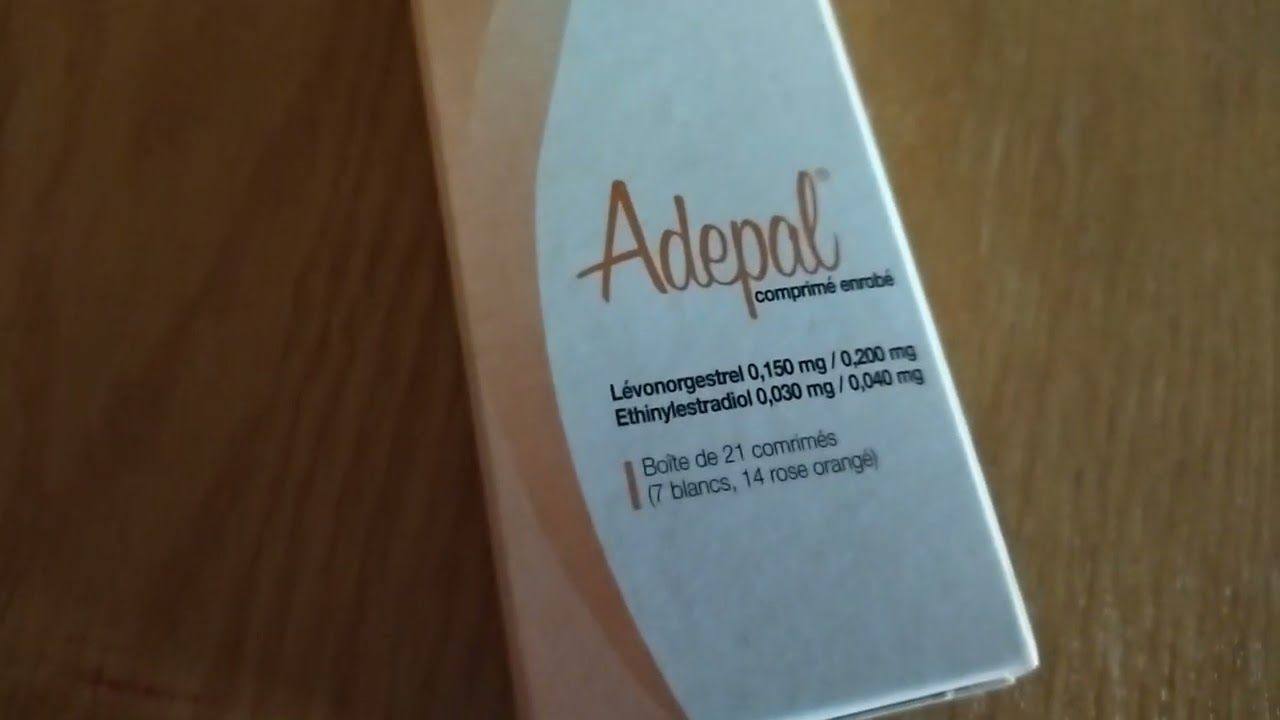 Adepal®
comprimé enrobé
Lévonorgestrel 0,150 mg / 0,200 mg
Ethinylestradiol 0,030 mg / 0,040 mg
Boîte de 21 comrimés
(7 blancs, 14 rose orangé)